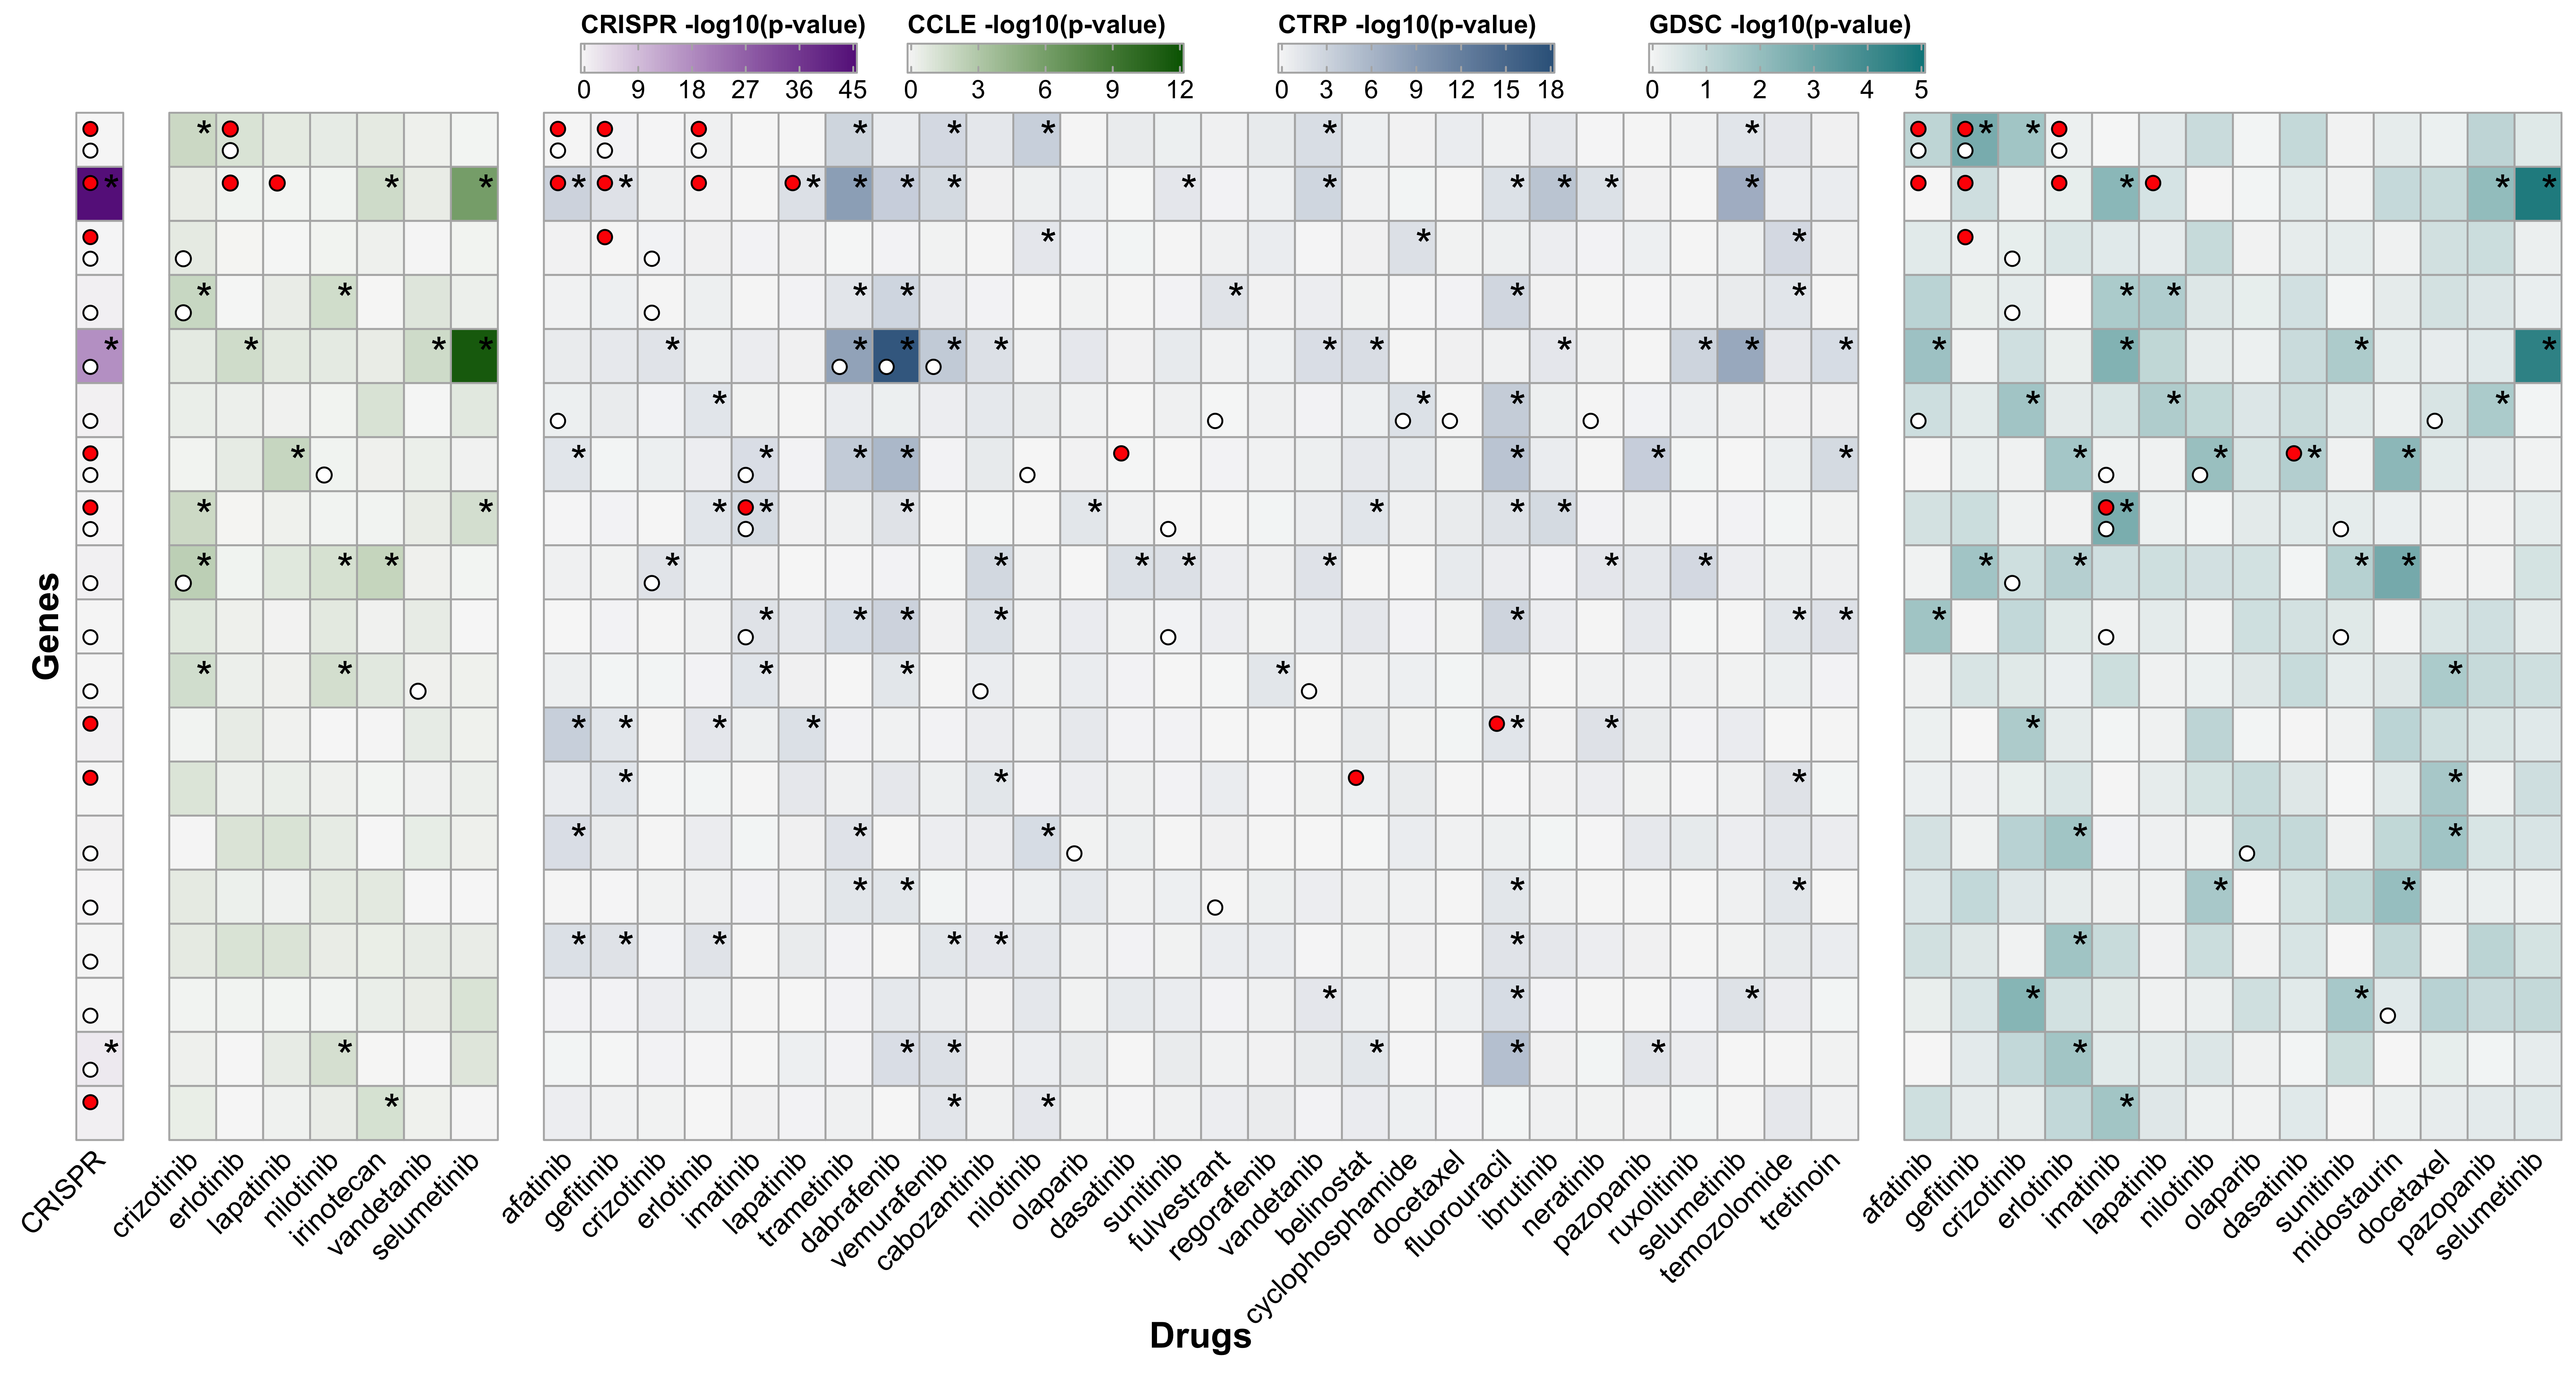 CRISPR -log10(p-value)
CCLE -log10(p-value)
CTRP -log10(p-value)
GDSC -log10(p-value)
0 9 18 27 36 45
0 3 6 9 12
0 3 6 9 12 15 18
0 1 2 3 4 5
Genes
CRISPR
crizotinib
erlotinib
lapatinib
nilotinib
irinotecan
vandetanib
selumetinib
afatinib
gefitinib
crizotinib
erlotinib
imatinib
lapatinib
trametinib
dabrafenib
vemurafenib
cabozantinib
nilotinib
olaparib
dasatinib
sunitinib
fulvestrant
regorafenib
vandetanib
belinostat
cyclophosphamide
docetaxel
fluorouracil
ibrutinib
neratinib
pazopanib
ruxolitinib
selumetinib
temozolomide
tretinoin
afatinib
gefitinib
crizotinib
erlotinib
imatinib
lapatinib
nilotinib
olaparib
dasatinib
sunitinib
midostaurin
docetaxel
pazopanib
selumetinib
Drugs